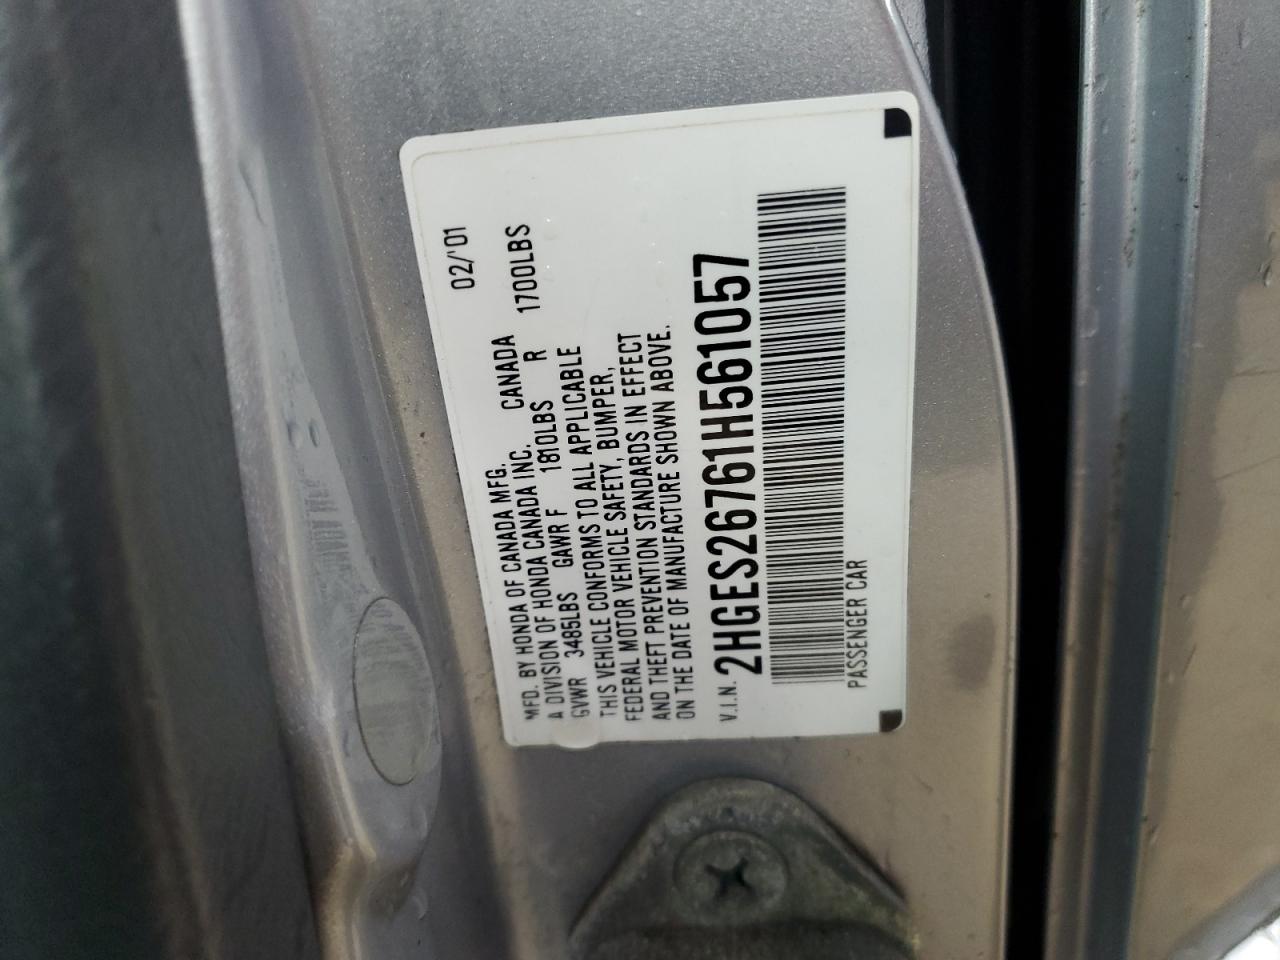 MFD. BY HONDA OF CANADA MFG. 02/'01
A DIVISION OF HONDA CANADA INC. CANADA
GVWR 3485LBS GAWR F 1810LBS R 1700LBS
THIS VEHICLE CONFORMS TO ALL APPLICABLE
FEDERAL MOTOR VEHICLE SAFETY, BUMPER,
AND THEFT PREVENTION STANDARDS IN EFFECT
ON THE DATE OF MANUFACTURE SHOWN ABOVE.
V.I.N. 2HGES26761H561057
PASSENGER CAR